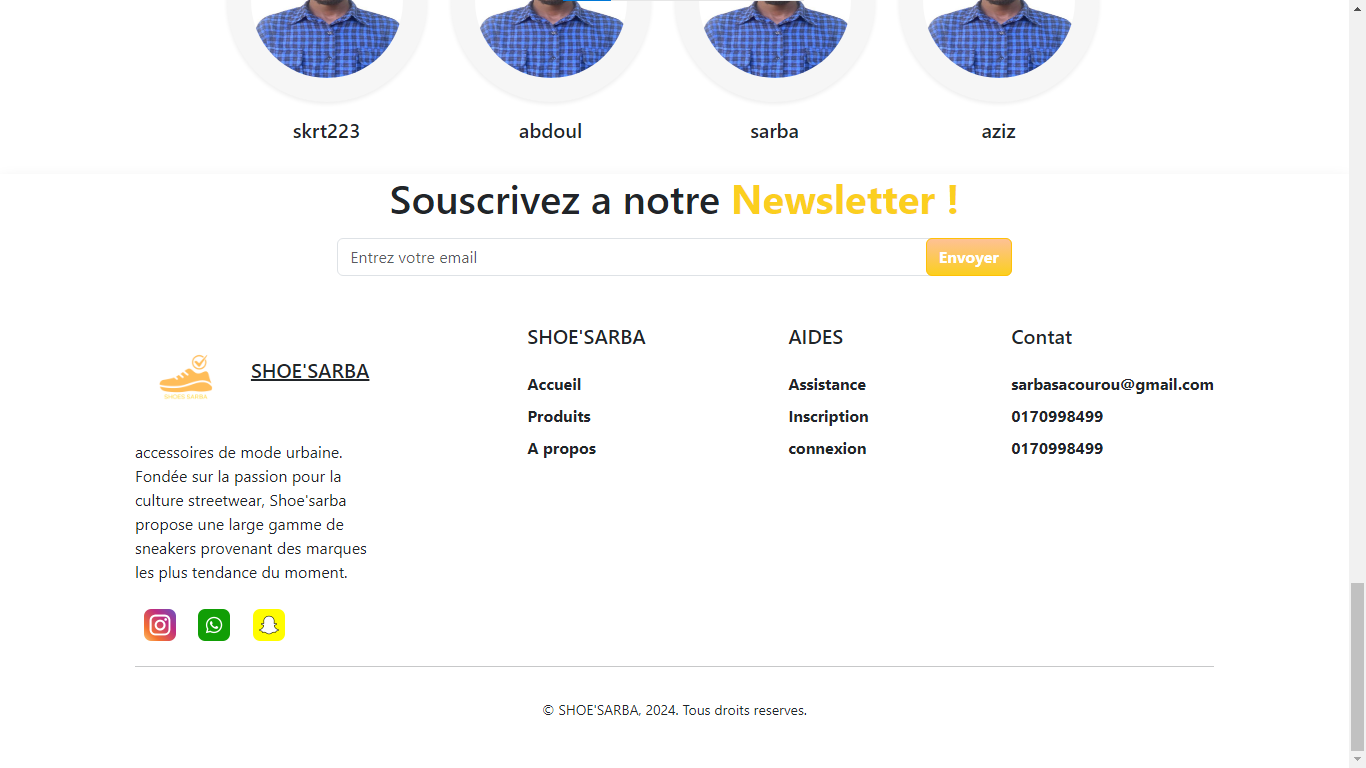 skrt223
abdoul
sarba
aziz
Souscrivez a notre Newsletter !
Entrez votre email
Envoyer
SHOE'SARBA
SHOES SARBA
accessoires de mode urbaine.
Fondée sur la passion pour la
culture streetwear, Shoe'sarba
propose une large gamme de
sneakers provenant des marques
les plus tendance du moment.
SHOE'SARBA
Accueil
Produits
A propos
AIDES
Assistance
Inscription
connexion
Contat
sarbasacourou@gmail.com
0170998499
0170998499
© SHOE'SARBA, 2024. Tous droits reserves.